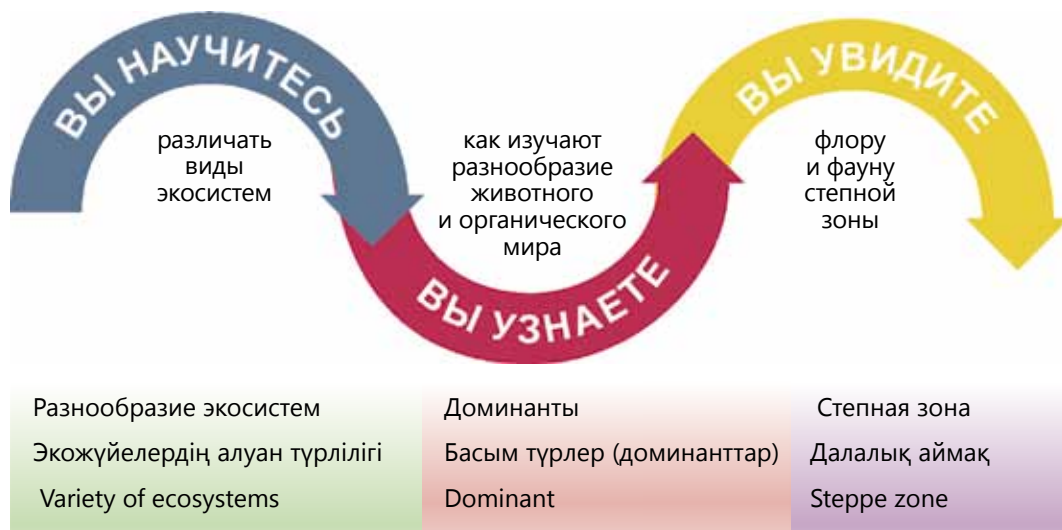 ВЫ НАУЧИТЕСЬ
различать
виды
экосистем
ВЫ УЗНАЕТЕ
как изучают
разнообразие
животного
и органического
мира
ВЫ УВИДИТЕ
флору
и фауну
степной
зоны
Разнообразие экосистем
Экожүйелердің алуан түрлілігі
Variety of ecosystems
Доминанты
Басым түрлер (доминанттар)
Dominant
Степная зона
Далалық аймақ
Steppe zone